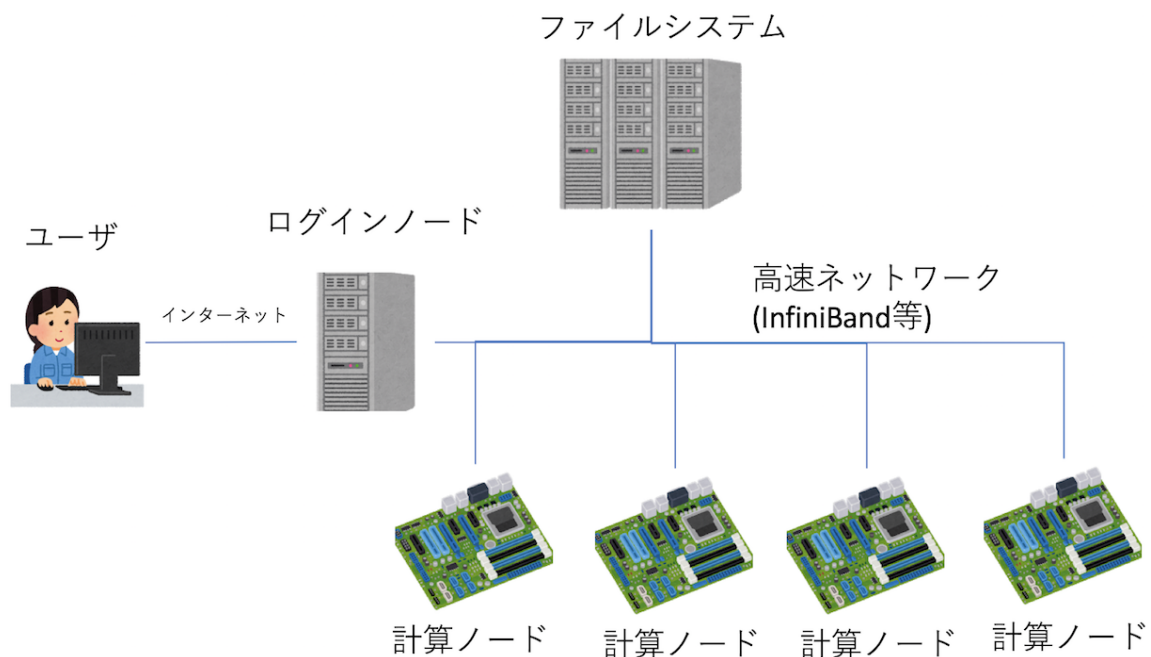 ファイルシステム
ログインノード
ユーザ
インターネット
高速ネットワーク
(InfiniBand等)
計算ノード
計算ノード
計算ノード
計算ノード